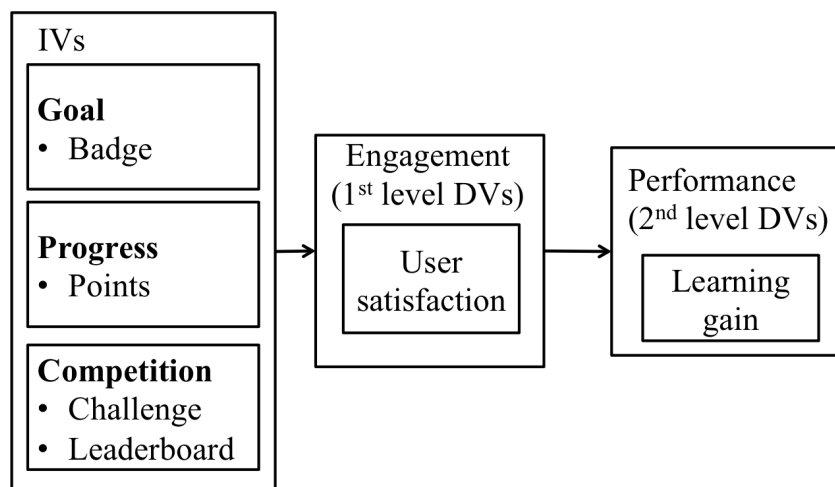 IVs
Goal
• Badge
Progress
• Points
Competition
• Challenge
• Leaderboard
Engagement
(1st level DVs)
User
satisfaction
Performance
(2nd level DVs)
Learning
gain